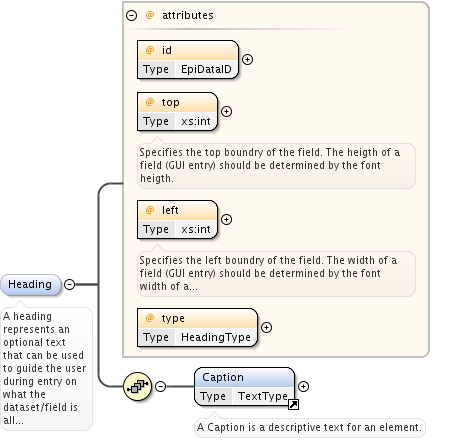 @ attributes
@ id
Type EpiDataID
@ top
Type xs:int
Specifies the top boundry of the field. The heigth of a
field (GUI entry) should be determined by the font
heigth.
@ left
Type xs:int
Specifies the left boundry of the field. The width of a
field (GUI entry) should be determined by the font
width of a...
@ type
Type HeadingType
Heading
A heading
represents an
optional text
that can be used
to guide the user
during entry on
what the
dataset/field is
all...
Caption
Type TextType
A Caption is a descriptive text for an element.